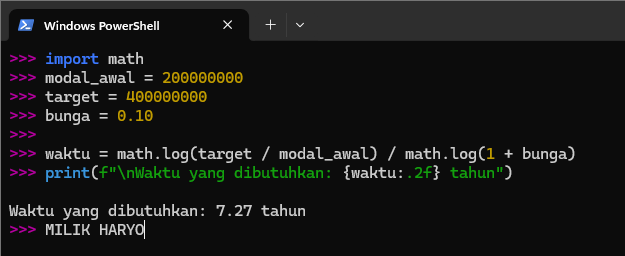 Windows PowerShell
>>> import math
>>> modal_awal = 200000000
>>> target = 400000000
>>> bunga = 0.10
>>>
>>> waktu = math.log(target / modal_awal) / math.log(1 + bunga)
>>> print(f"\nWaktu yang dibutuhkan: {waktu:.2f} tahun")
Waktu yang dibutuhkan: 7.27 tahun
>>> MILIK HARYO